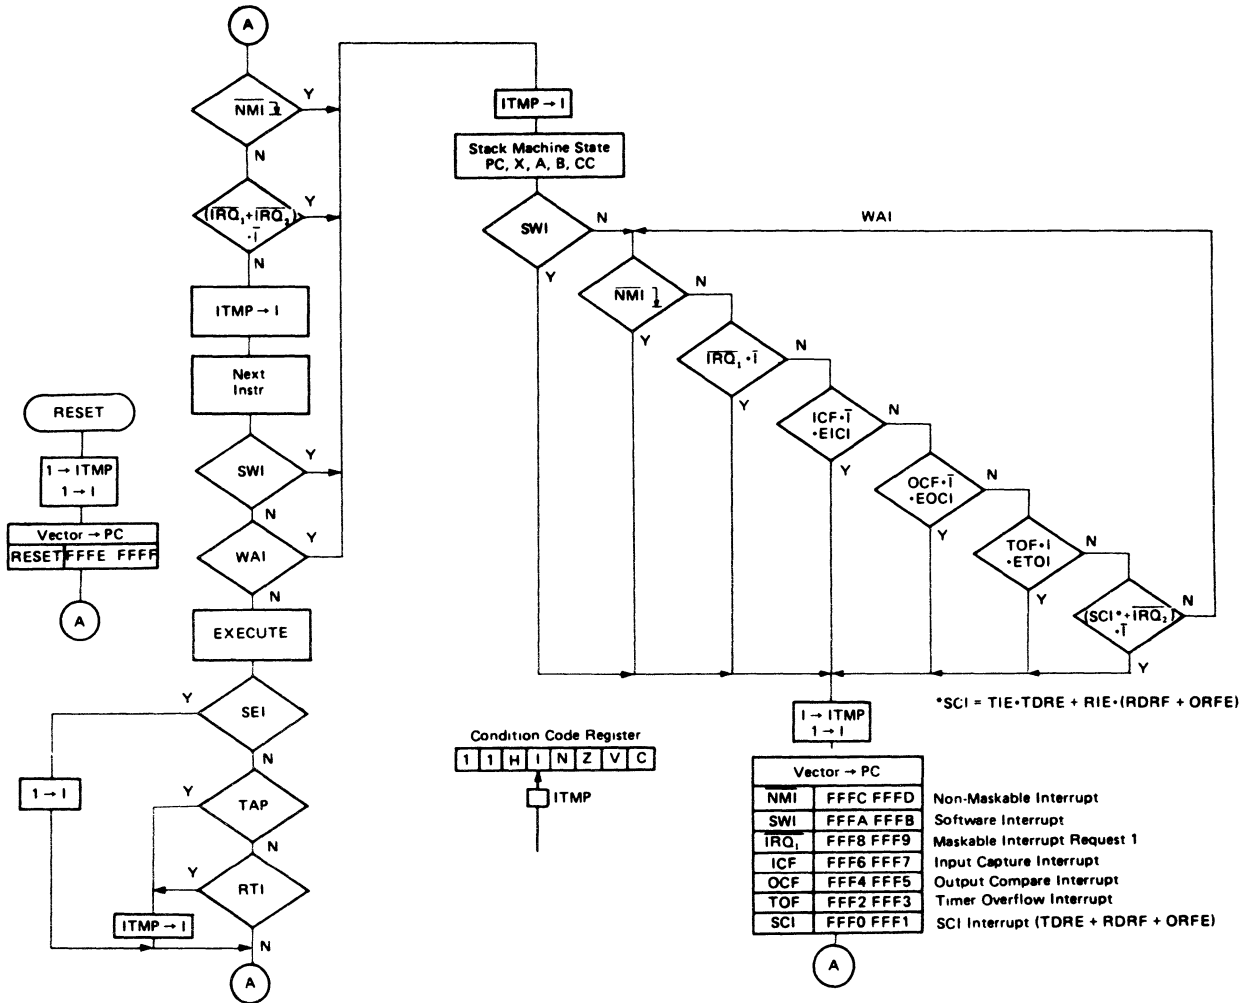 A
NMI
Y
N
(IRQ₁+IRQ₂)
·Ī
Y
N
ITMP → I
Next
Instr
SWI
Y
N
WAI
Y
N
EXECUTE
SEI
Y
N
1 → I
TAP
Y
N
RTI
Y
ITMP → I
N
A
RESET
1 → ITMP
1 → I
Vector → PC
RESET FFFE FFFF
A
ITMP → I
Stack Machine State
PC, X, A, B, CC
SWI
N
Y
WAI
NMI
N
Y
IRQ₁·Ī
N
Y
ICF·Ī
·EICI
N
Y
OCF·Ī
·EOCI
N
Y
TOF·I
·ETOI
N
Y
(SCI*+IRQ₂)
·Ī
N
Y
*SCI = TIE·TDRE + RIE·(RDRF + ORFE)
I → ITMP
1 → I
Condition Code Register
1 1 H I N Z V C
ITMP
Vector → PC
NMI FFFC FFFD Non-Maskable Interrupt
SWI FFFA FFFB Software Interrupt
IRQ₁ FFF8 FFF9 Maskable Interrupt Request 1
ICF FFF6 FFF7 Input Capture Interrupt
OCF FFF4 FFF5 Output Compare Interrupt
TOF FFF2 FFF3 Timer Overflow Interrupt
SCI FFF0 FFF1 SCI Interrupt (TDRE + RDRF + ORFE)
A